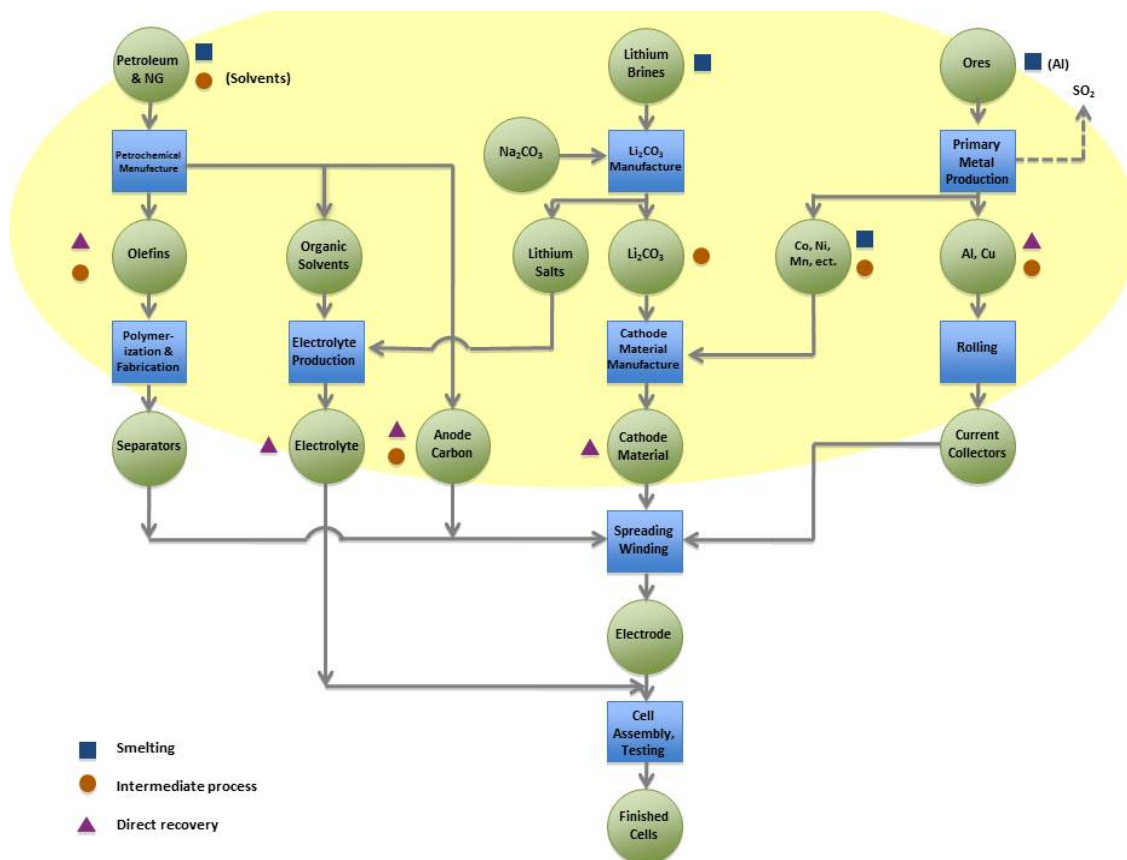 Petroleum
& NG
(Solvents)
Lithium
Brines
Ores
(Al)
SO₂
Petrochemical
Manufacture
Na₂CO₃
Li₂CO₃
Manufacture
Primary
Metal
Production
Olefins
Organic
Solvents
Lithium
Salts
Li₂CO₃
Co, Ni,
Mn, ect.
Al, Cu
Polymer-
ization &
Fabrication
Electrolyte
Production
Cathode
Material
Manufacture
Rolling
Separators
Electrolyte
Anode
Carbon
Cathode
Material
Current
Collectors
Spreading
Winding
Electrode
Cell
Assembly,
Testing
Finished
Cells
Smelting
Intermediate process
Direct recovery